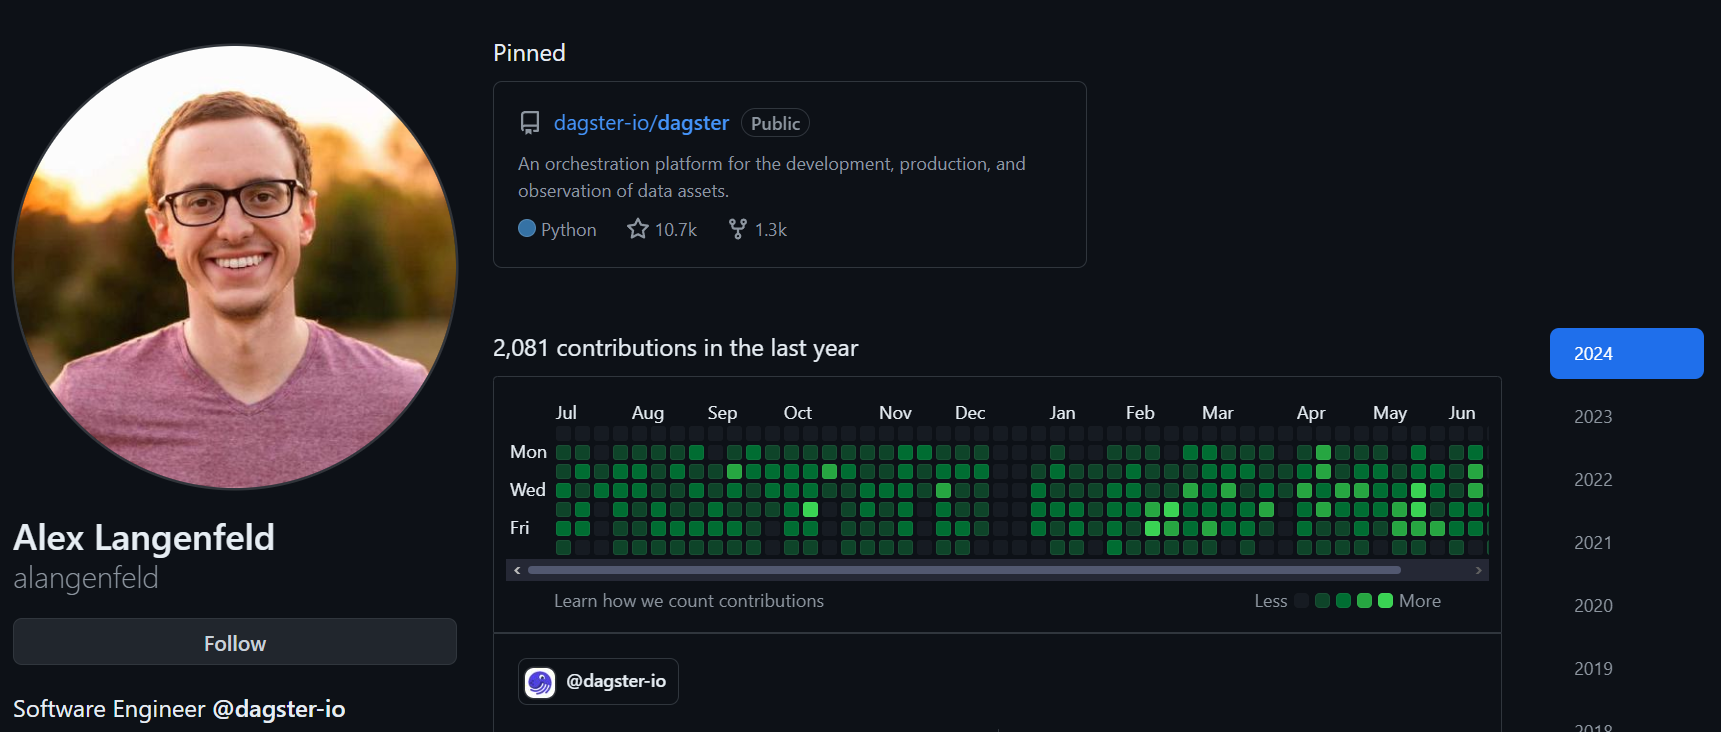 Pinned
dagster-io/dagster Public
An orchestration platform for the development, production, and
observation of data assets.
Python 10.7k 1.3k
2,081 contributions in the last year
Jul Aug Sep Oct Nov Dec Jan Feb Mar Apr May Jun
Mon
Wed
Fri
Learn how we count contributions
Less More
@dagster-io
2024
2023
2022
2021
2020
2019
2018
Alex Langenfeld
alangenfeld
Follow
Software Engineer @dagster-io